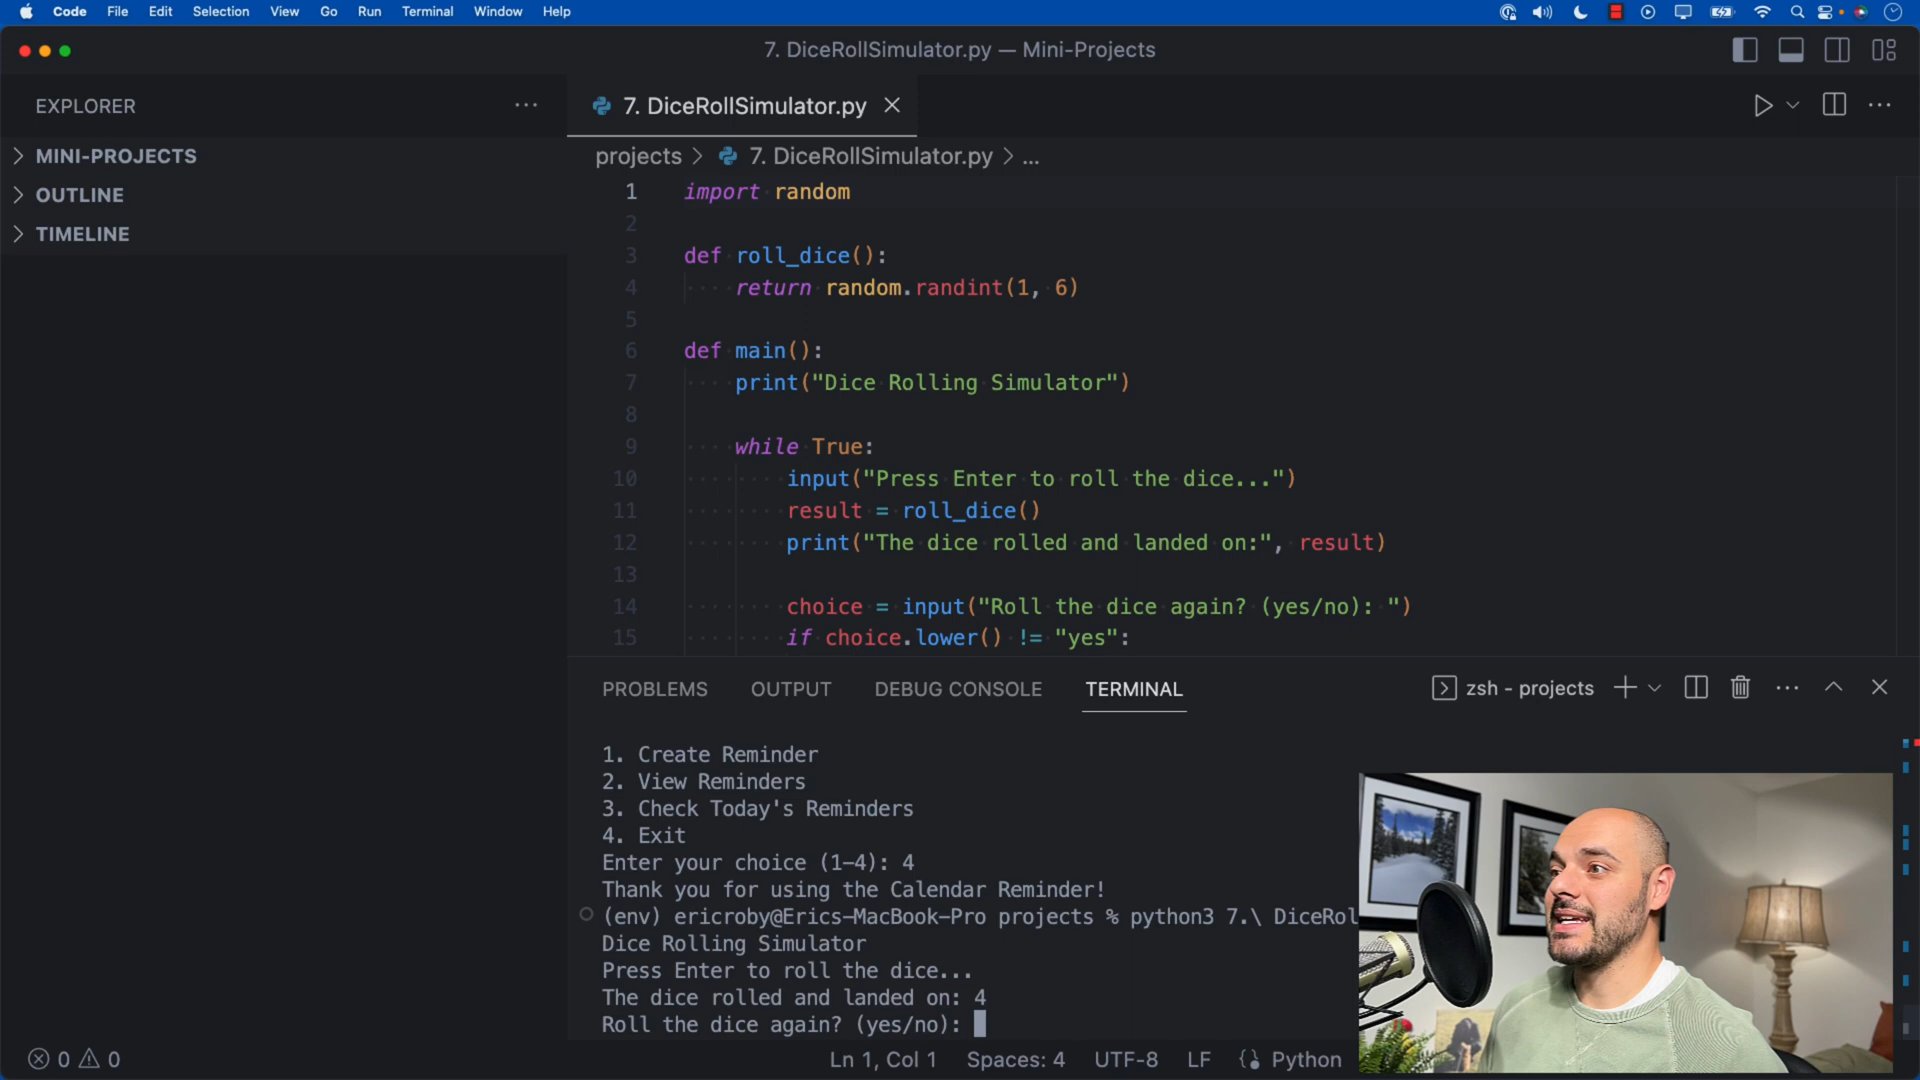 Code File Edit Selection View Go Run Terminal Window Help
7. DiceRollSimulator.py — Mini-Projects
EXPLORER
MINI-PROJECTS
OUTLINE
TIMELINE
7. DiceRollSimulator.py
projects > 7. DiceRollSimulator.py > ...
1 import random
2
3 def roll_dice():
4 return random.randint(1, 6)
5
6 def main():
7 print("Dice Rolling Simulator")
8
9 while True:
10 input("Press Enter to roll the dice...")
11 result = roll_dice()
12 print("The dice rolled and landed on:", result)
13
14 choice = input("Roll the dice again? (yes/no): ")
15 if choice.lower() != "yes":
PROBLEMS OUTPUT DEBUG CONSOLE TERMINAL zsh - projects
1. Create Reminder
2. View Reminders
3. Check Today's Reminders
4. Exit
Enter your choice (1-4): 4
Thank you for using the Calendar Reminder!
(env) ericroby@Erics-MacBook-Pro projects % python3 7.\ DiceRol
Dice Rolling Simulator
Press Enter to roll the dice...
The dice rolled and landed on: 4
Roll the dice again? (yes/no):
0 0 Ln 1, Col 1 Spaces: 4 UTF-8 LF Python